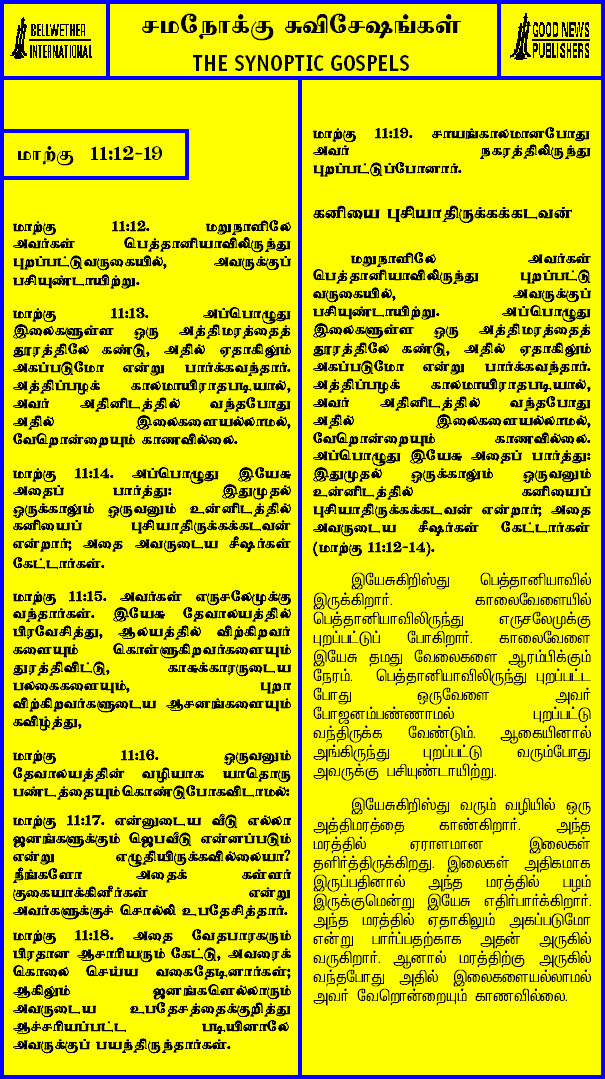 BELLWETHER
INTERNATIONAL
சமநோக்கு சுவிசேஷங்கள்
THE SYNOPTIC GOSPELS
GOOD NEWS
PUBLISHERS
மாற்கு 11:12-19
மாற்கு 11:12. மறுநாளிலே
அவர்கள் பெத்தானியாவிலிருந்து
புறப்பட்டுவருகையில், அவருக்குப்
பசியுண்டாயிற்று.
மாற்கு 11:13. அப்பொழுது
இலைகளுள்ள ஒரு அத்திமரத்தைத்
தூரத்திலே கண்டு, அதில் ஏதாகிலும்
அகப்படுமோ என்று பார்க்கவந்தார்.
அத்திப்பழக் காலமாயிராதபடியால்,
அவர் அதினிடத்தில் வந்தபோது
அதில் இலைகளையல்லாமல்,
வேறொன்றையும் காணவில்லை.
மாற்கு 11:14. அப்பொழுது இயேசு
அதைப் பார்த்து: இதுமுதல்
ஒருக்காலும் ஒருவனும் உன்னிடத்தில்
கனியைப் புசியாதிருக்கக்கடவன்
என்றார்; அதை அவருடைய சீஷர்கள்
கேட்டார்கள்.
மாற்கு 11:15. அவர்கள் எருசலேமுக்கு
வந்தார்கள். இயேசு தேவாலயத்தில்
பிரவேசித்து, ஆலயத்தில் விற்கிறவர்
களையும் கொள்ளுகிறவர்களையும்
துரத்திவிட்டு, காசுக்காரருடைய
பலகைகளையும், புறா
விற்கிறவர்களுடைய ஆசனங்களையும்
கவிழ்த்து,
மாற்கு 11:16. ஒருவனும்
தேவாலயத்தின் வழியாக யாதொரு
பண்டத்தையும் கொண்டுபோகவிடாமல்:
மாற்கு 11:17. என்னுடைய வீடு எல்லா
ஜனங்களுக்கும் ஜெபவீடு என்னப்படும்
என்று எழுதியிருக்கவில்லையா?
நீங்களோ அதைக் கள்ளர்
குகையாக்கினீர்கள் என்று
அவர்களுக்குச் சொல்லி உபதேசித்தார்.
மாற்கு 11:18. அதை வேதபாரகரும்
பிரதான ஆசாரியரும் கேட்டு, அவரைக்
கொலை செய்ய வகைதேடினார்கள்;
ஆகிலும் ஜனங்களெல்லாரும்
அவருடைய உபதேசத்தைக்குறித்து
ஆச்சரியப்பட்ட படியினாலே
அவருக்குப் பயந்திருந்தார்கள்.
மாற்கு 11:19. சாயங்காலமானபோது
அவர் நகரத்திலிருந்து
புறப்பட்டுப்போனார்.
கனியை புசியாதிருக்கக்கடவன்
மறுநாளிலே அவர்கள்
பெத்தானியாவிலிருந்து புறப்பட்டு
வருகையில், அவருக்குப்
பசியுண்டாயிற்று. அப்பொழுது
இலைகளுள்ள ஒரு அத்திமரத்தைத்
தூரத்திலே கண்டு, அதில் ஏதாகிலும்
அகப்படுமோ என்று பார்க்கவந்தார்.
அத்திப்பழக் காலமாயிராதபடியால்,
அவர் அதினிடத்தில் வந்தபோது
அதில் இலைகளையல்லாமல்,
வேறொன்றையும் காணவில்லை.
அப்பொழுது இயேசு அதைப் பார்த்து:
இதுமுதல் ஒருக்காலும் ஒருவனும்
உன்னிடத்தில் கனியைப்
புசியாதிருக்கக்கடவன் என்றார்; அதை
அவருடைய சீஷர்கள் கேட்டார்கள்
(மாற்கு 11:12-14).
இயேசுகிறிஸ்து பெத்தானியாவில்
இருக்கிறார். காலைவேளையில்
பெத்தானியாவிலிருந்து எருசலேமுக்கு
புறப்பட்டுப் போகிறார். காலைவேளை
இயேசு தமது வேலைகளை ஆரம்பிக்கும்
நேரம். பெத்தானியாவிலிருந்து புறப்பட்ட
போது ஒருவேளை அவர்
போஜனம்பண்ணாமல் புறப்பட்டு
வந்திருக்க வேண்டும். ஆகையினால்
அங்கிருந்து புறப்பட்டு வரும்போது
அவருக்கு பசியுண்டாயிற்று.
இயேசுகிறிஸ்து வரும் வழியில் ஒரு
அத்திமரத்தை காண்கிறார். அந்த
மரத்தில் ஏராளமான இலைகள்
தளிர்த்திருக்கிறது. இலைகள் அதிகமாக
இருப்பதினால் அந்த மரத்தில் பழம்
இருக்குமென்று இயேசு எதிர்பார்க்கிறார்.
அந்த மரத்தில் ஏதாகிலும் அகப்படுமோ
என்று பார்ப்பதற்காக அதன் அருகில்
வருகிறார். ஆனால் மரத்திற்கு அருகில்
வந்தபோது அதில் இலைகளையல்லாமல்
அவர் வேறொன்றையும் காணவில்லை.